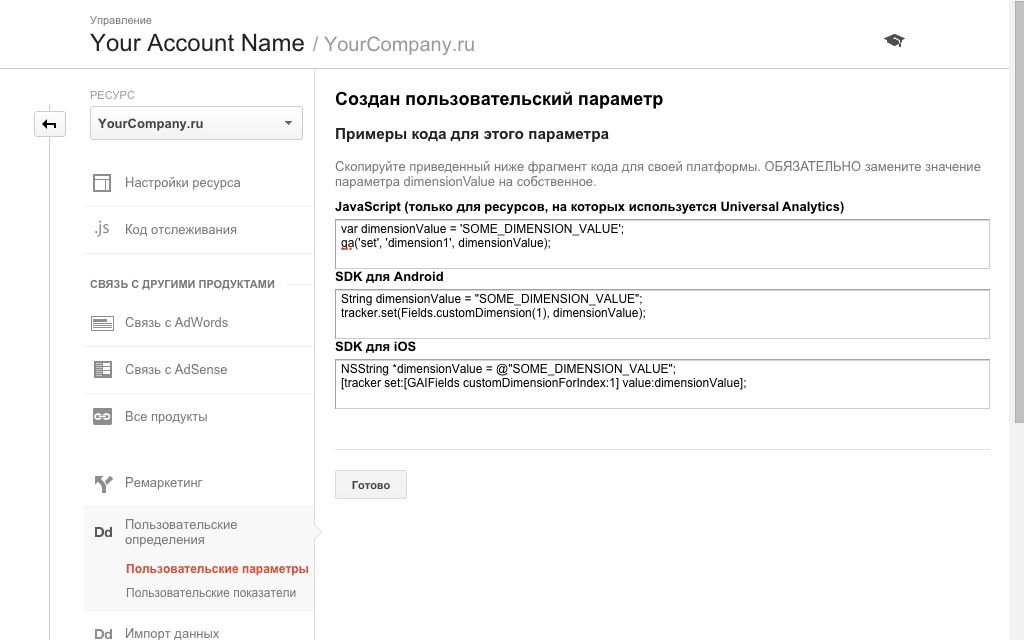 Управление
Your Account Name / YourCompany.ru
РЕСУРС
YourCompany.ru
Настройки ресурса
.js Код отслеживания
СВЯЗЬ С ДРУГИМИ ПРОДУКТАМИ
Связь с AdWords
Связь с AdSense
Все продукты
Ремаркетинг
Dd Пользовательские
определения
Пользовательские параметры
Пользовательские показатели
Dd Импорт данных
Создан пользовательский параметр
Примеры кода для этого параметра
Скопируйте приведенный ниже фрагмент кода для своей платформы. ОБЯЗАТЕЛЬНО замените значение
параметра dimensionValue на собственное.
JavaScript (только для ресурсов, на которых используется Universal Analytics)
var dimensionValue = 'SOME_DIMENSION_VALUE';
ga('set', 'dimension1', dimensionValue);
SDK для Android
String dimensionValue = "SOME_DIMENSION_VALUE";
tracker.set(Fields.customDimension(1), dimensionValue);
SDK для iOS
NSString *dimensionValue = @"SOME_DIMENSION_VALUE";
[tracker set:[GAIFields customDimensionForIndex:1] value:dimensionValue];
Готово